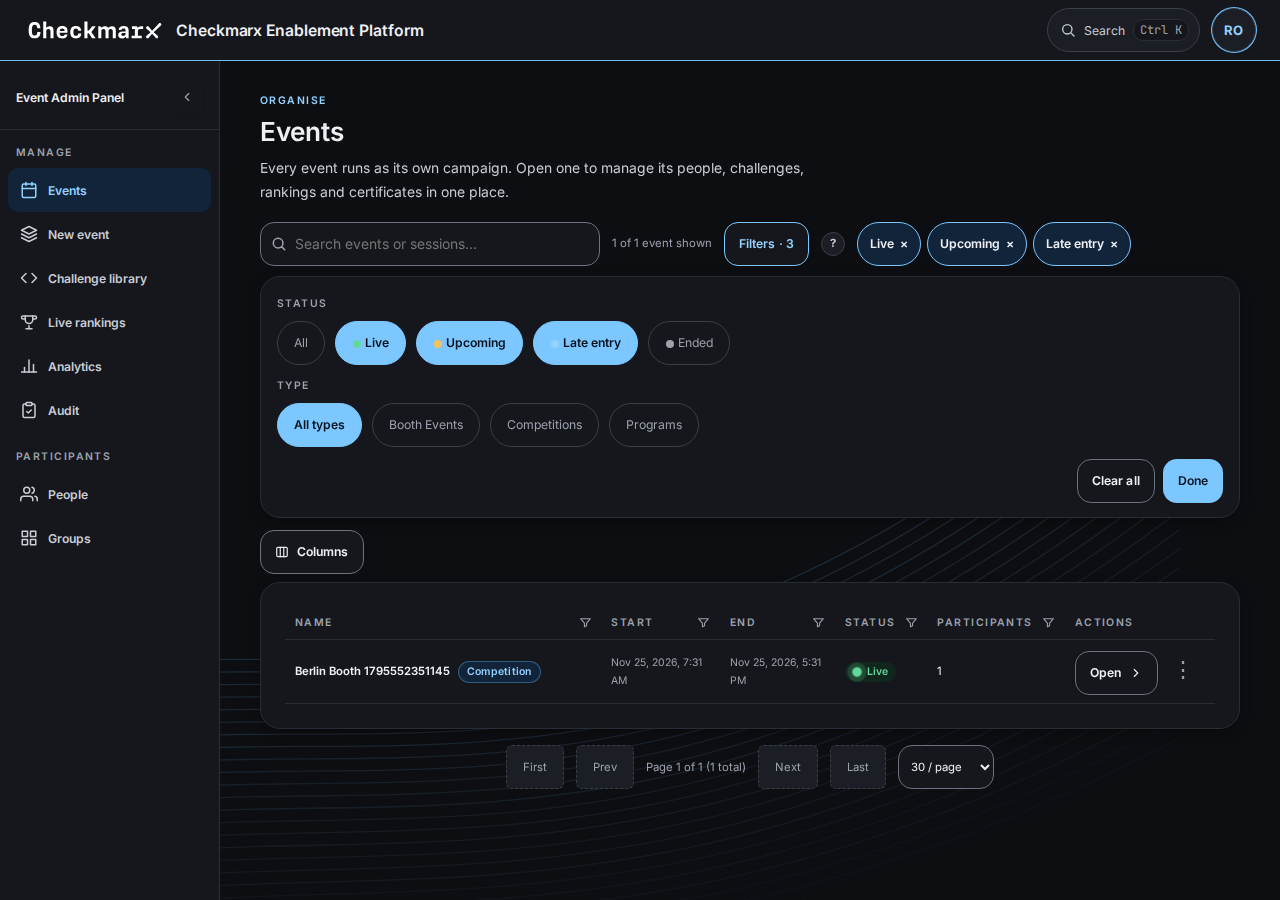 Checkmarx Checkmarx Enablement Platform
Search Ctrl K
RO
Event Admin Panel
MANAGE
Events
New event
Challenge library
Live rankings
Analytics
Audit
PARTICIPANTS
People
Groups
ORGANISE
Events
Every event runs as its own campaign. Open one to manage its people, challenges,
rankings and certificates in one place.
Search events or sessions... 1 of 1 event shown Filters · 3 ? Live × Upcoming × Late entry ×
STATUS
All Live Upcoming Late entry Ended
TYPE
All types Booth Events Competitions Programs
Clear all Done
Columns
NAME START END STATUS PARTICIPANTS ACTIONS
Berlin Booth 1795552351145 Competition Nov 25, 2026, 7:31 AM Nov 25, 2026, 5:31 PM Live 1 Open
First Prev Page 1 of 1 (1 total) Next Last 30 / page